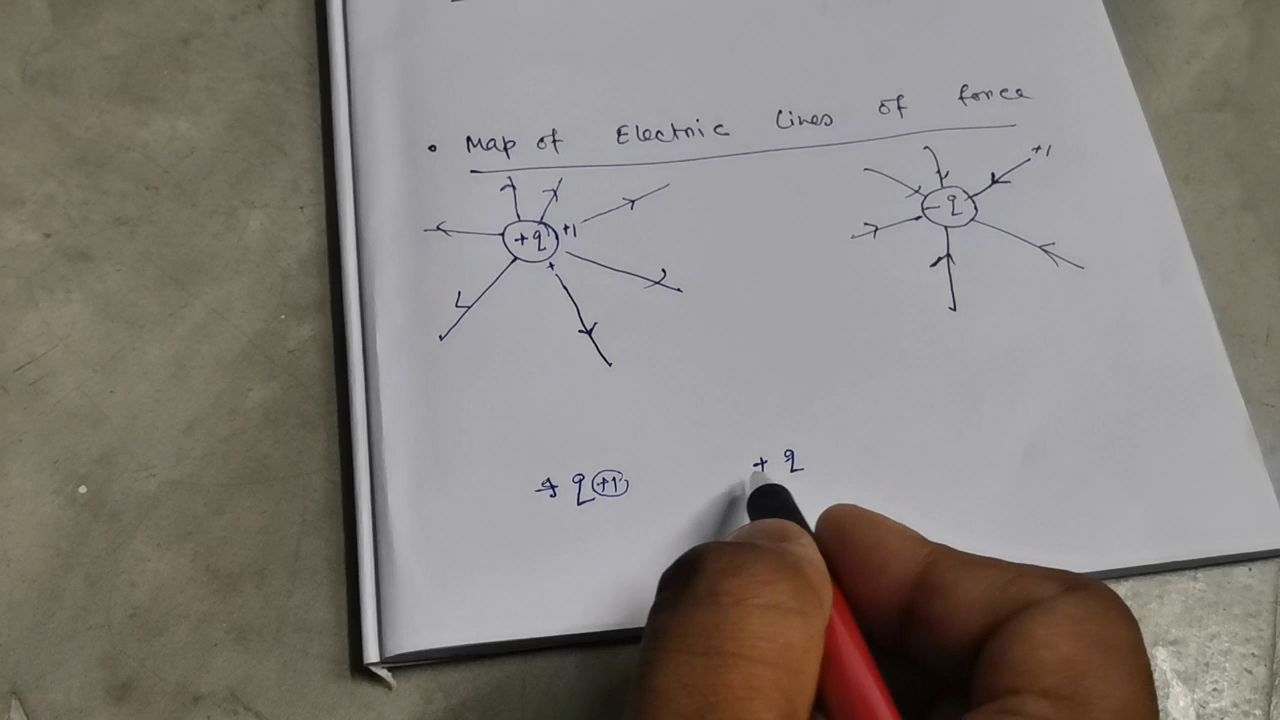 • Map of Electric Lines of force
+q +1 +
-q +1
+q +1 +q